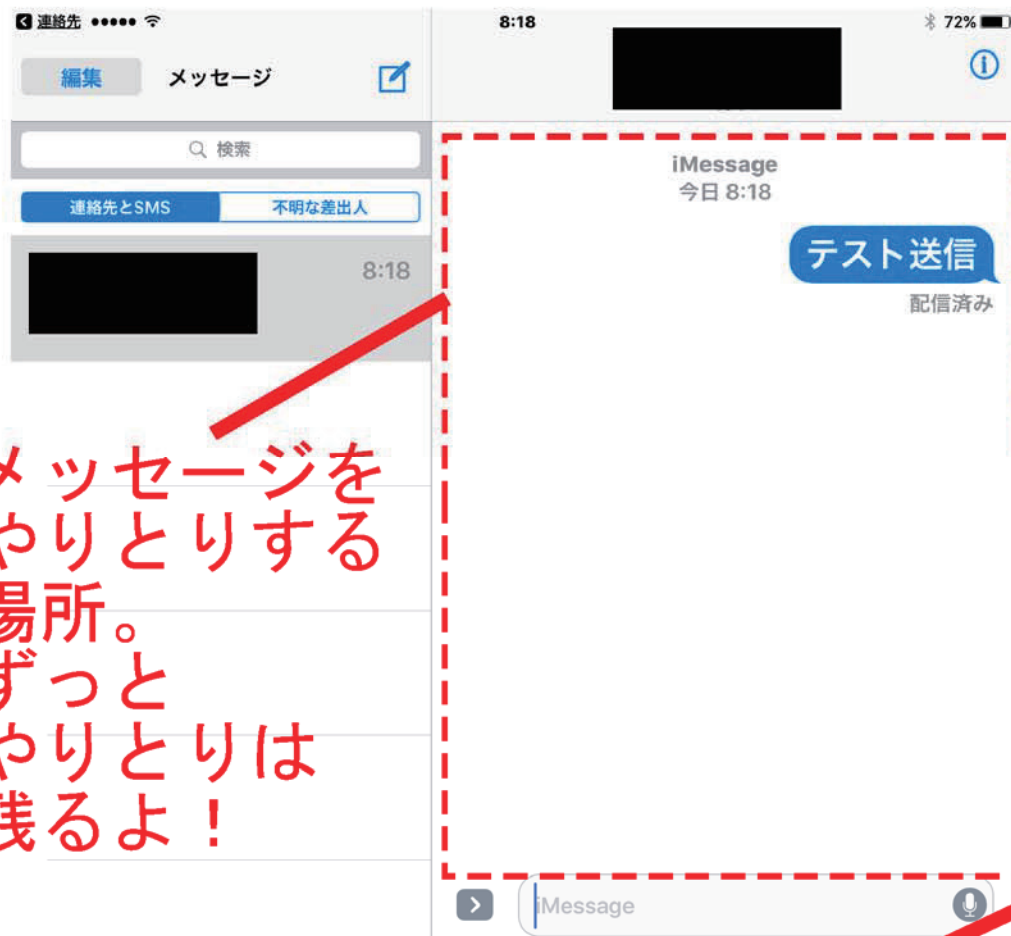 連絡先
8:18
72%
編集
メッセージ
検索
連絡先とSMS
不明な差出人
8:18
iMessage
今日 8:18
テスト送信
配信済み
メッセージを
やりとりする
場所。
ずっと
やりとりは
残るよ！
iMessage